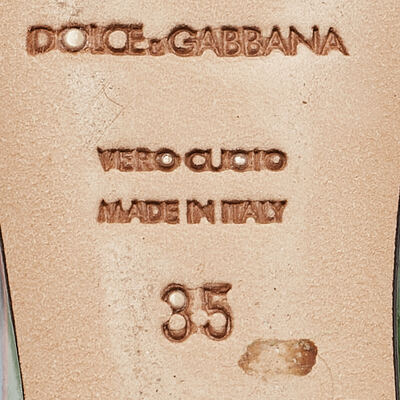 DOLCE&GABBANA
VERO CUOIO
MADE IN ITALY
35